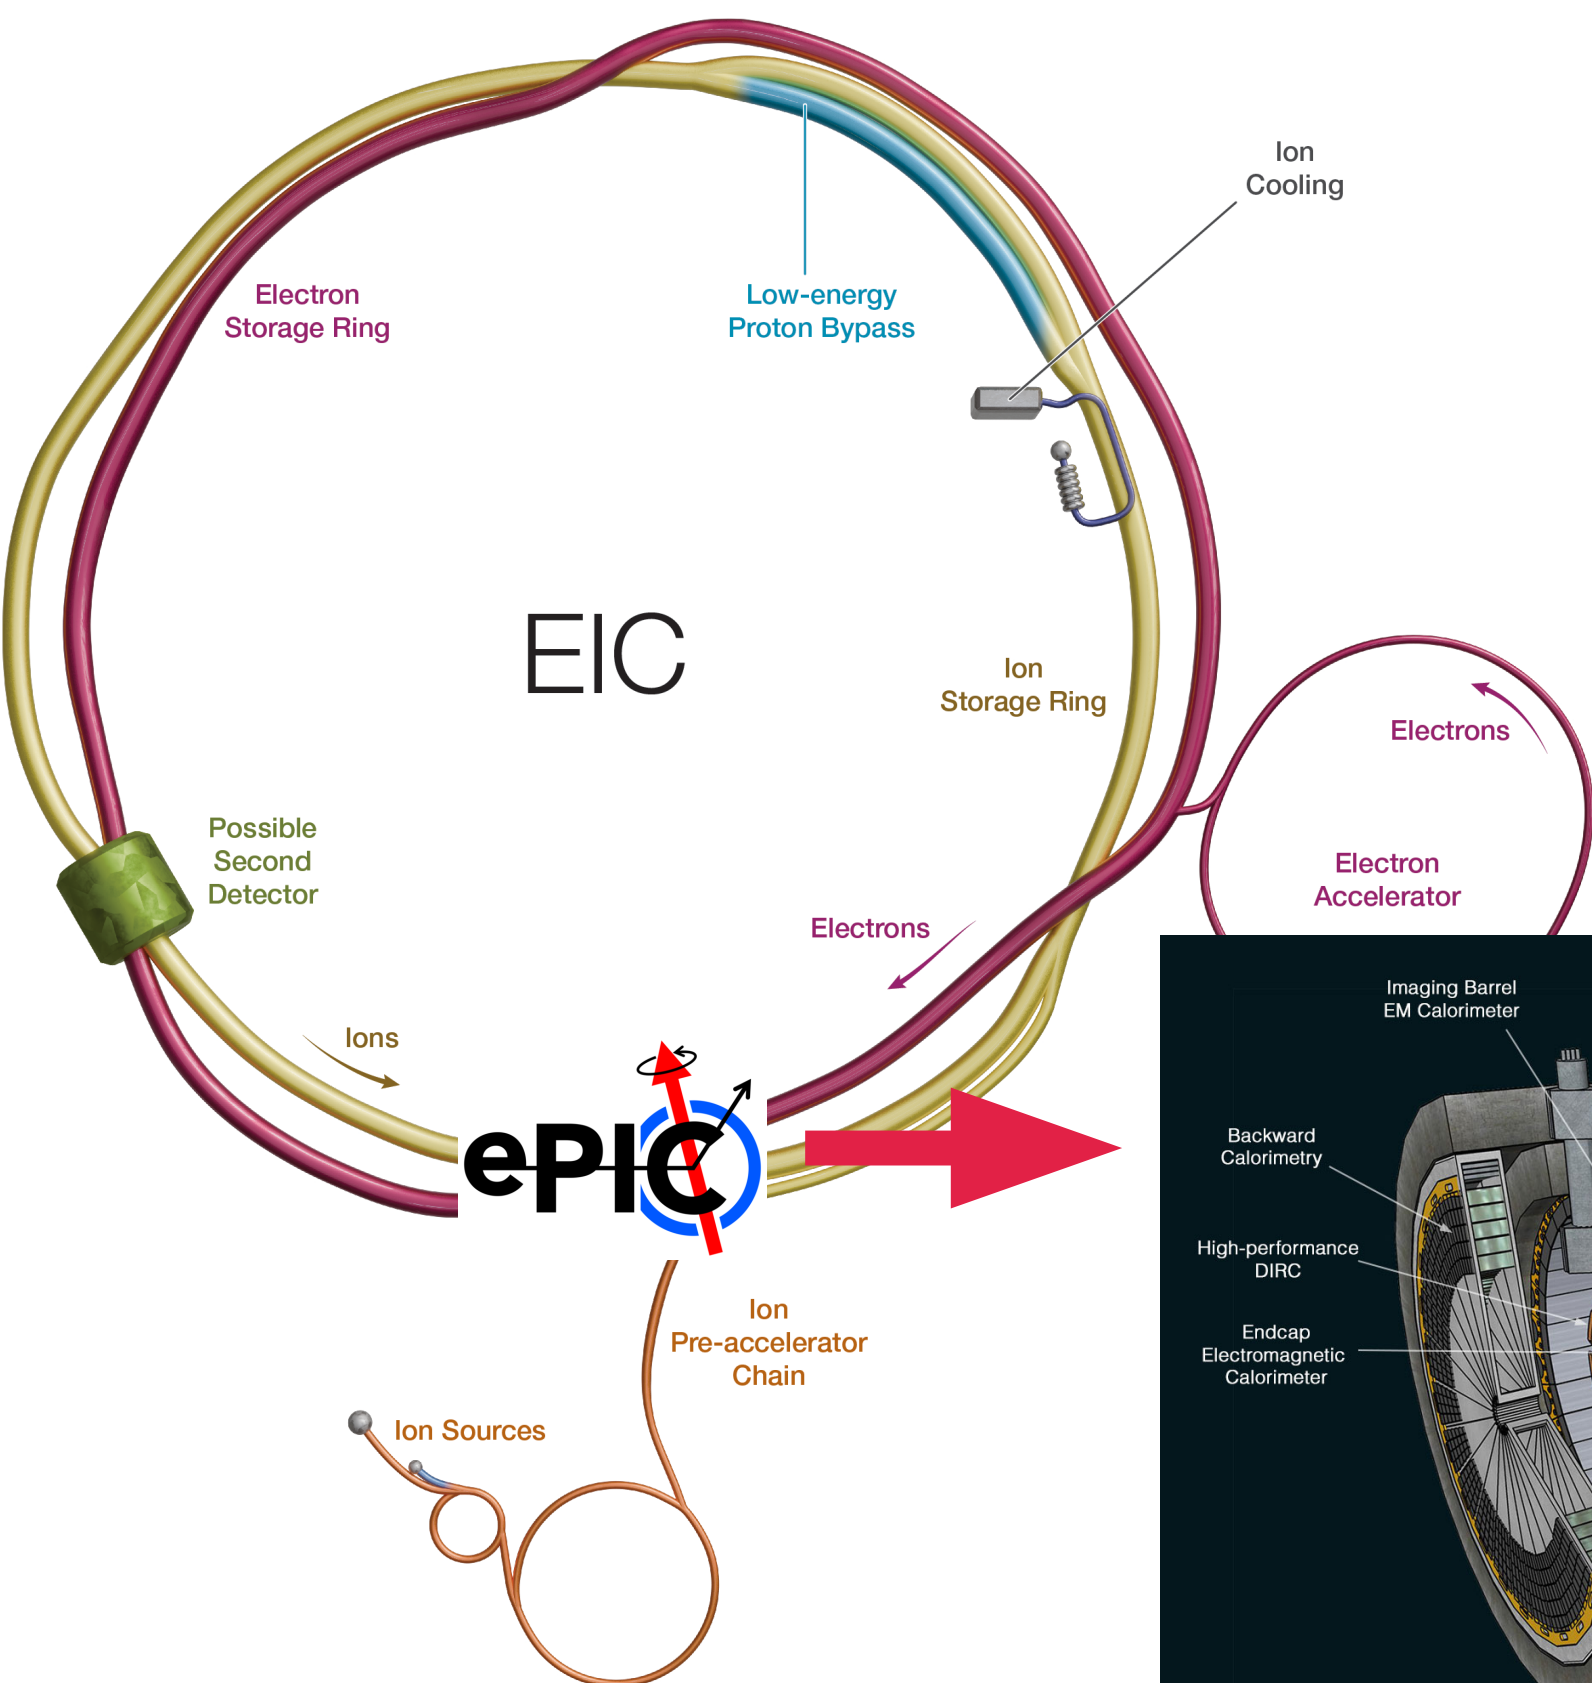 Ion
Cooling
Electron
Storage Ring
Low-energy
Proton Bypass
EIC
Ion
Storage Ring
Electrons
Possible
Second
Detector
Electron
Accelerator
Electrons
Ions
ePIC
Imaging Barrel
EM Calorimeter
Backward
Calorimetry
High-performance
DIRC
Endcap
Electromagnetic
Calorimeter
Ion
Pre-accelerator
Chain
Ion Sources